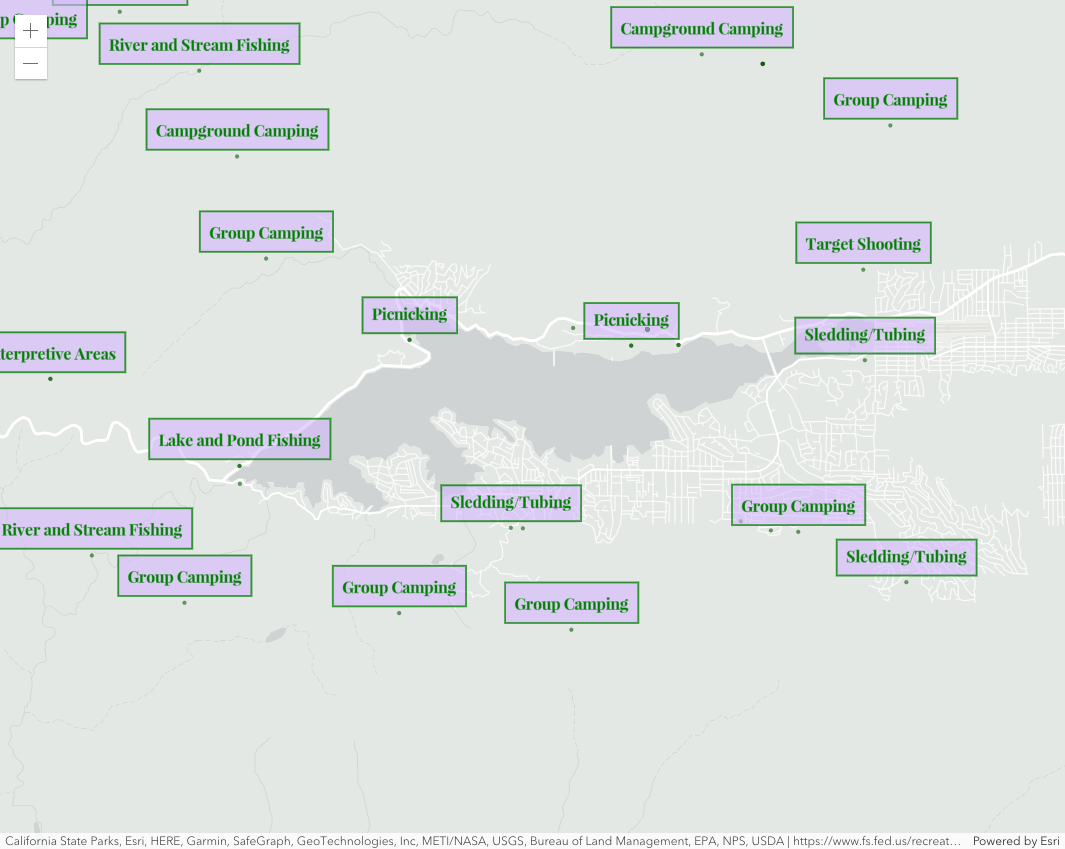 p Camping
River and Stream Fishing
Campground Camping
Group Camping
Campground Camping
Group Camping
Target Shooting
Picnicking
Picnicking
Sledding/Tubing
terpretive Areas
Lake and Pond Fishing
Sledding/Tubing
Group Camping
River and Stream Fishing
Sledding/Tubing
Group Camping
Group Camping
Group Camping
California State Parks, Esri, HERE, Garmin, SafeGraph, GeoTechnologies, Inc, METI/NASA, USGS, Bureau of Land Management, EPA, NPS, USDA | https://www.fs.fed.us/recreat… Powered by Esri